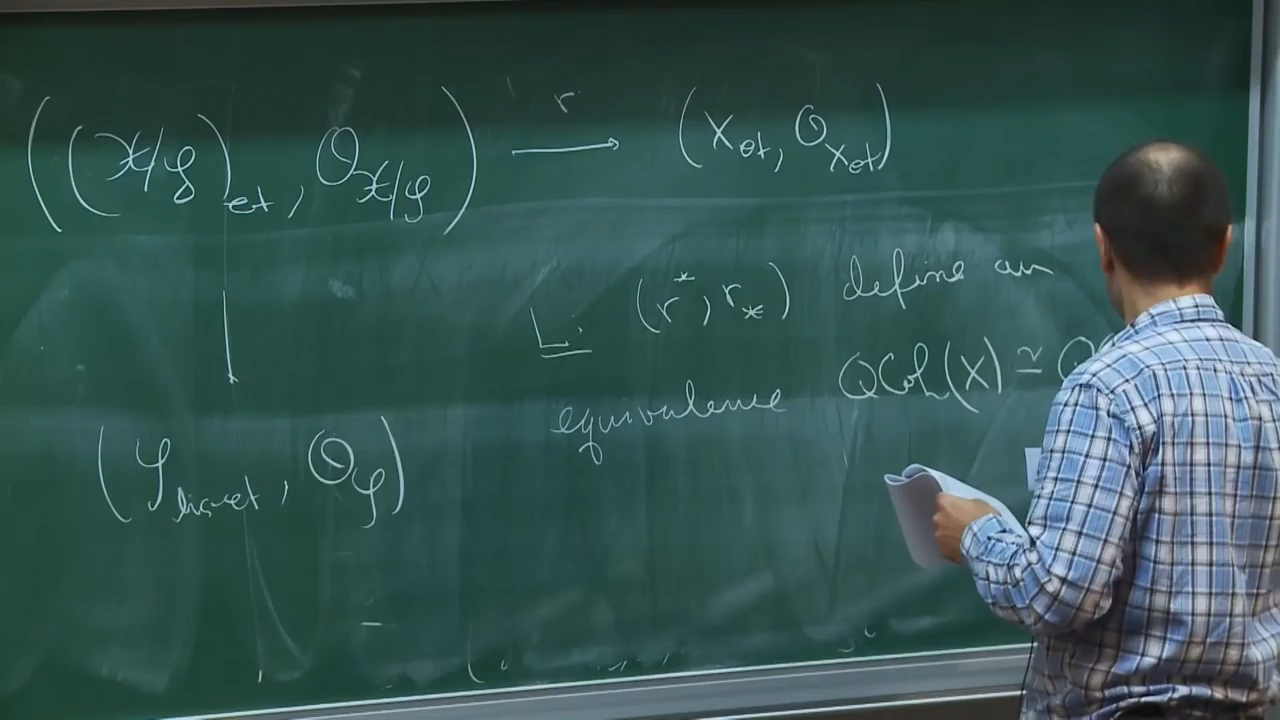 ((𝒳/𝒴)_et, 𝒪_𝒳/𝒴) ⟶ r (X_et, 𝒪_X_et)
L. (r^*, r_*) define an
equivalence QCoh(X) ≃ Q
(𝒴_lis-et, 𝒪_𝒴)